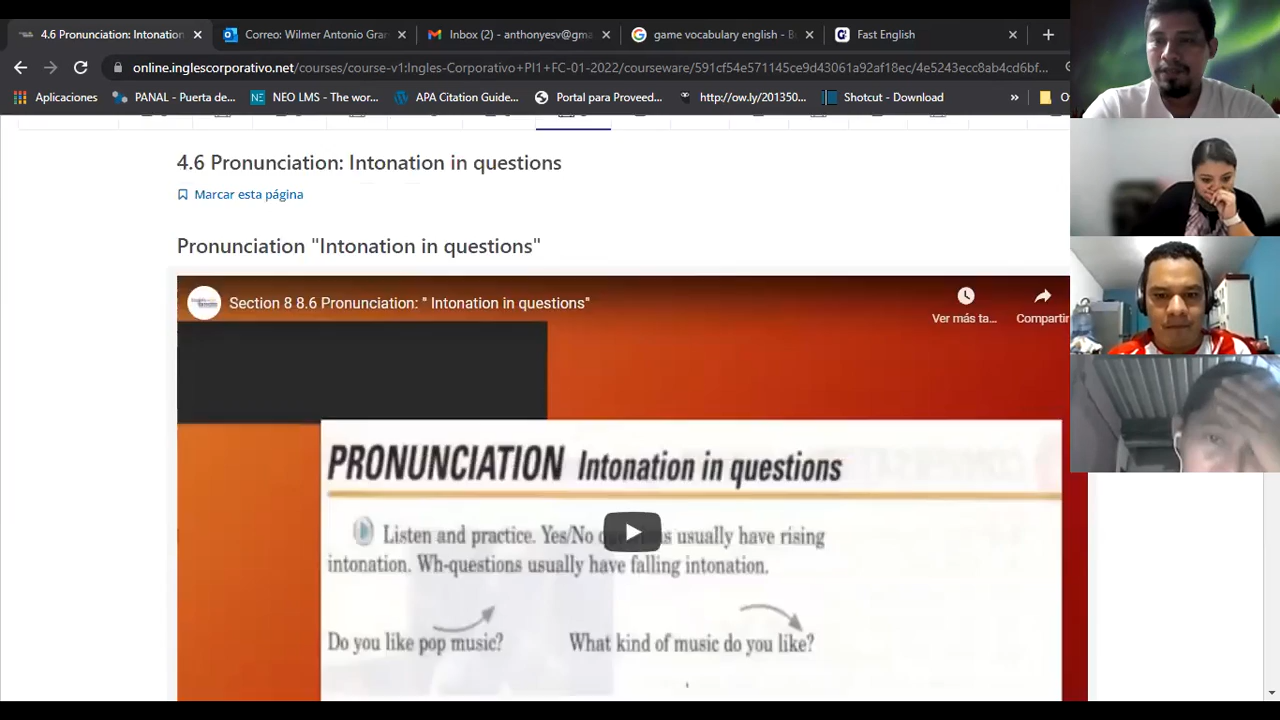 4.6 Pronunciation: Intonation
Correo: Wilmer Antonio Gra
Inbox (2) - anthonyesv@gm
game vocabulary english - B
Fast English
online.inglescorporativo.net/courses/course-v1:Ingles-Corporativo+PI1+FC-01-2022/courseware/591cf54e571145ce9d43061a92af18ec/4e5243ecc8ab4cd6bf...
Aplicaciones
PANAL - Puerta de...
NEO LMS - The wor...
APA Citation Guide...
Portal para Proveed...
http://ow.ly/201350...
Shotcut - Download
»
4.6 Pronunciation: Intonation in questions
Marcar esta página
Pronunciation "Intonation in questions"
Section 8 8.6 Pronunciation: " Intonation in questions"
Ver más ta...
Compartir
PRONUNCIATION Intonation in questions
Listen and practice. Yes/No usually have rising
intonation. Wh-questions usually have falling intonation.
Do you like pop music?
What kind of music do you like?